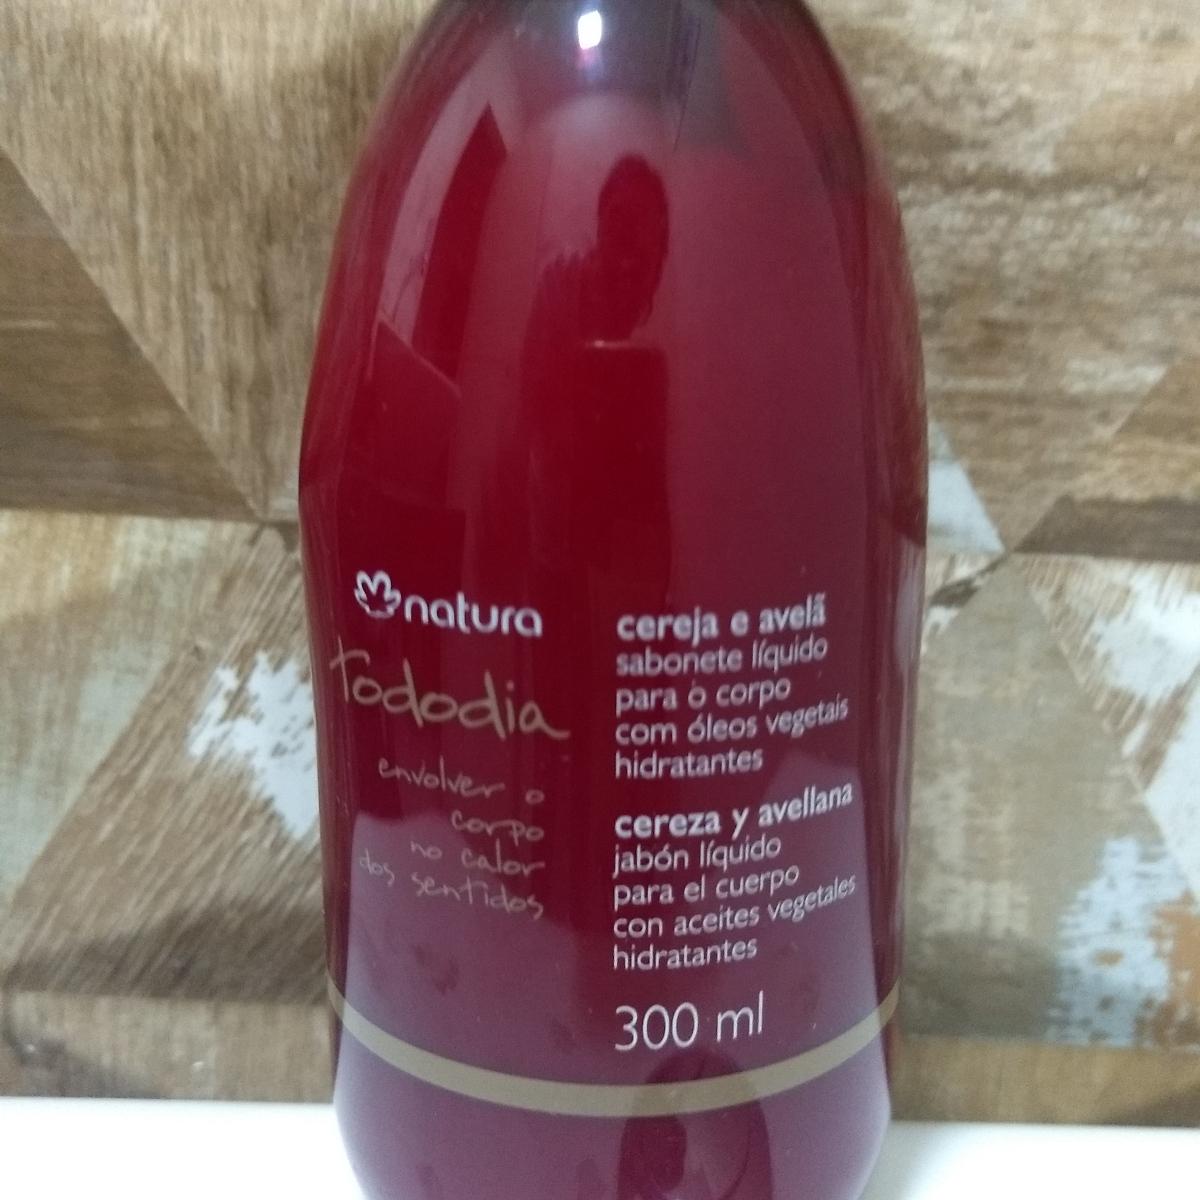 natura
Tododia
envolver o
corpo
no calor
dos sentidos
cereja e avelã
sabonete líquido
para o corpo
com óleos vegetais
hidratantes
cereza y avellana
jabón líquido
para el cuerpo
con aceites vegetales
hidratantes
300 ml